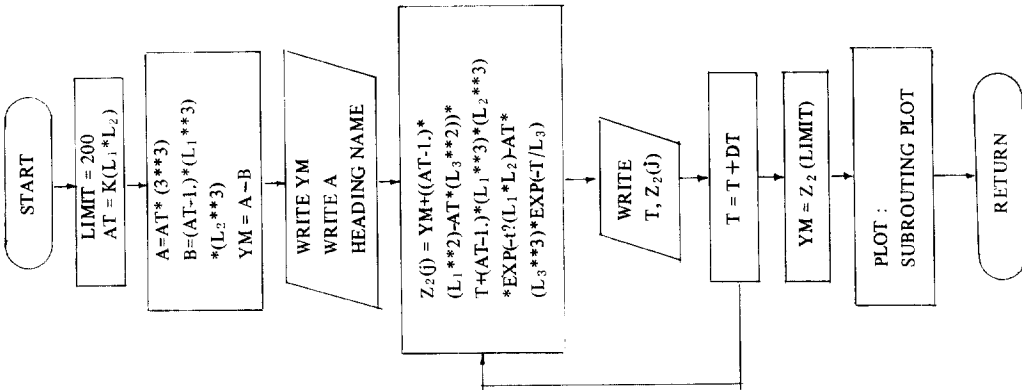 START
LIMIT = 200
AT = K(L₁*L₂)
A=AT* (3**3)
B=(AT-1.)*(L₁**3)
*(L₂**3)
YM = A-B
WRITE YM
WRITE A
HEADING NAME
Z₂(j) = YM+((AT-1.)*
(L₁**2)-AT*(L₃**2))*
T+(AT-1.)*(L₁**3)*(L₂**3)
*EXP(-t?(L₁*L₂)-AT*
(L₃**3)*EXP(-T/L₃)
WRITE
T, Z₂(j)
T = T+DT
YM = Z₂ (LIMIT)
PLOT :
SUBROUTING PLOT
RETURN